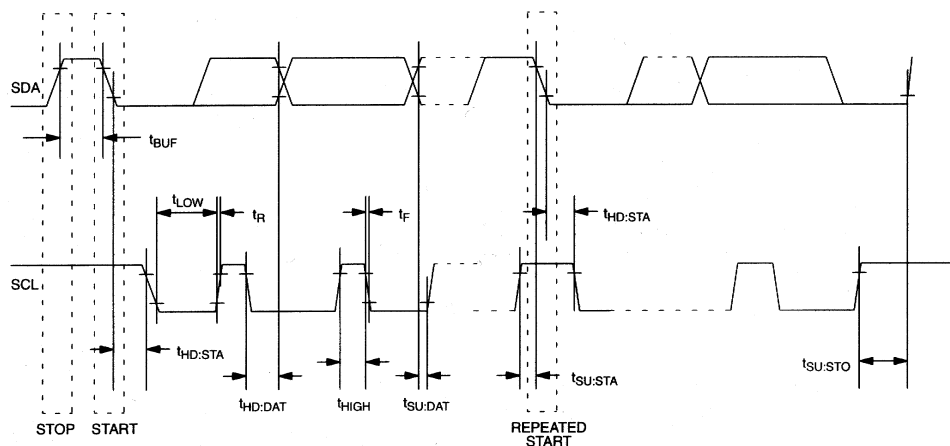 SDA
tBUF
tLOW
tR
tF
tHD:STA
SCL
tHD:STA
tHD:DAT
tHIGH
tSU:DAT
tSU:STA
tSU:STO
STOP
START
REPEATED
START